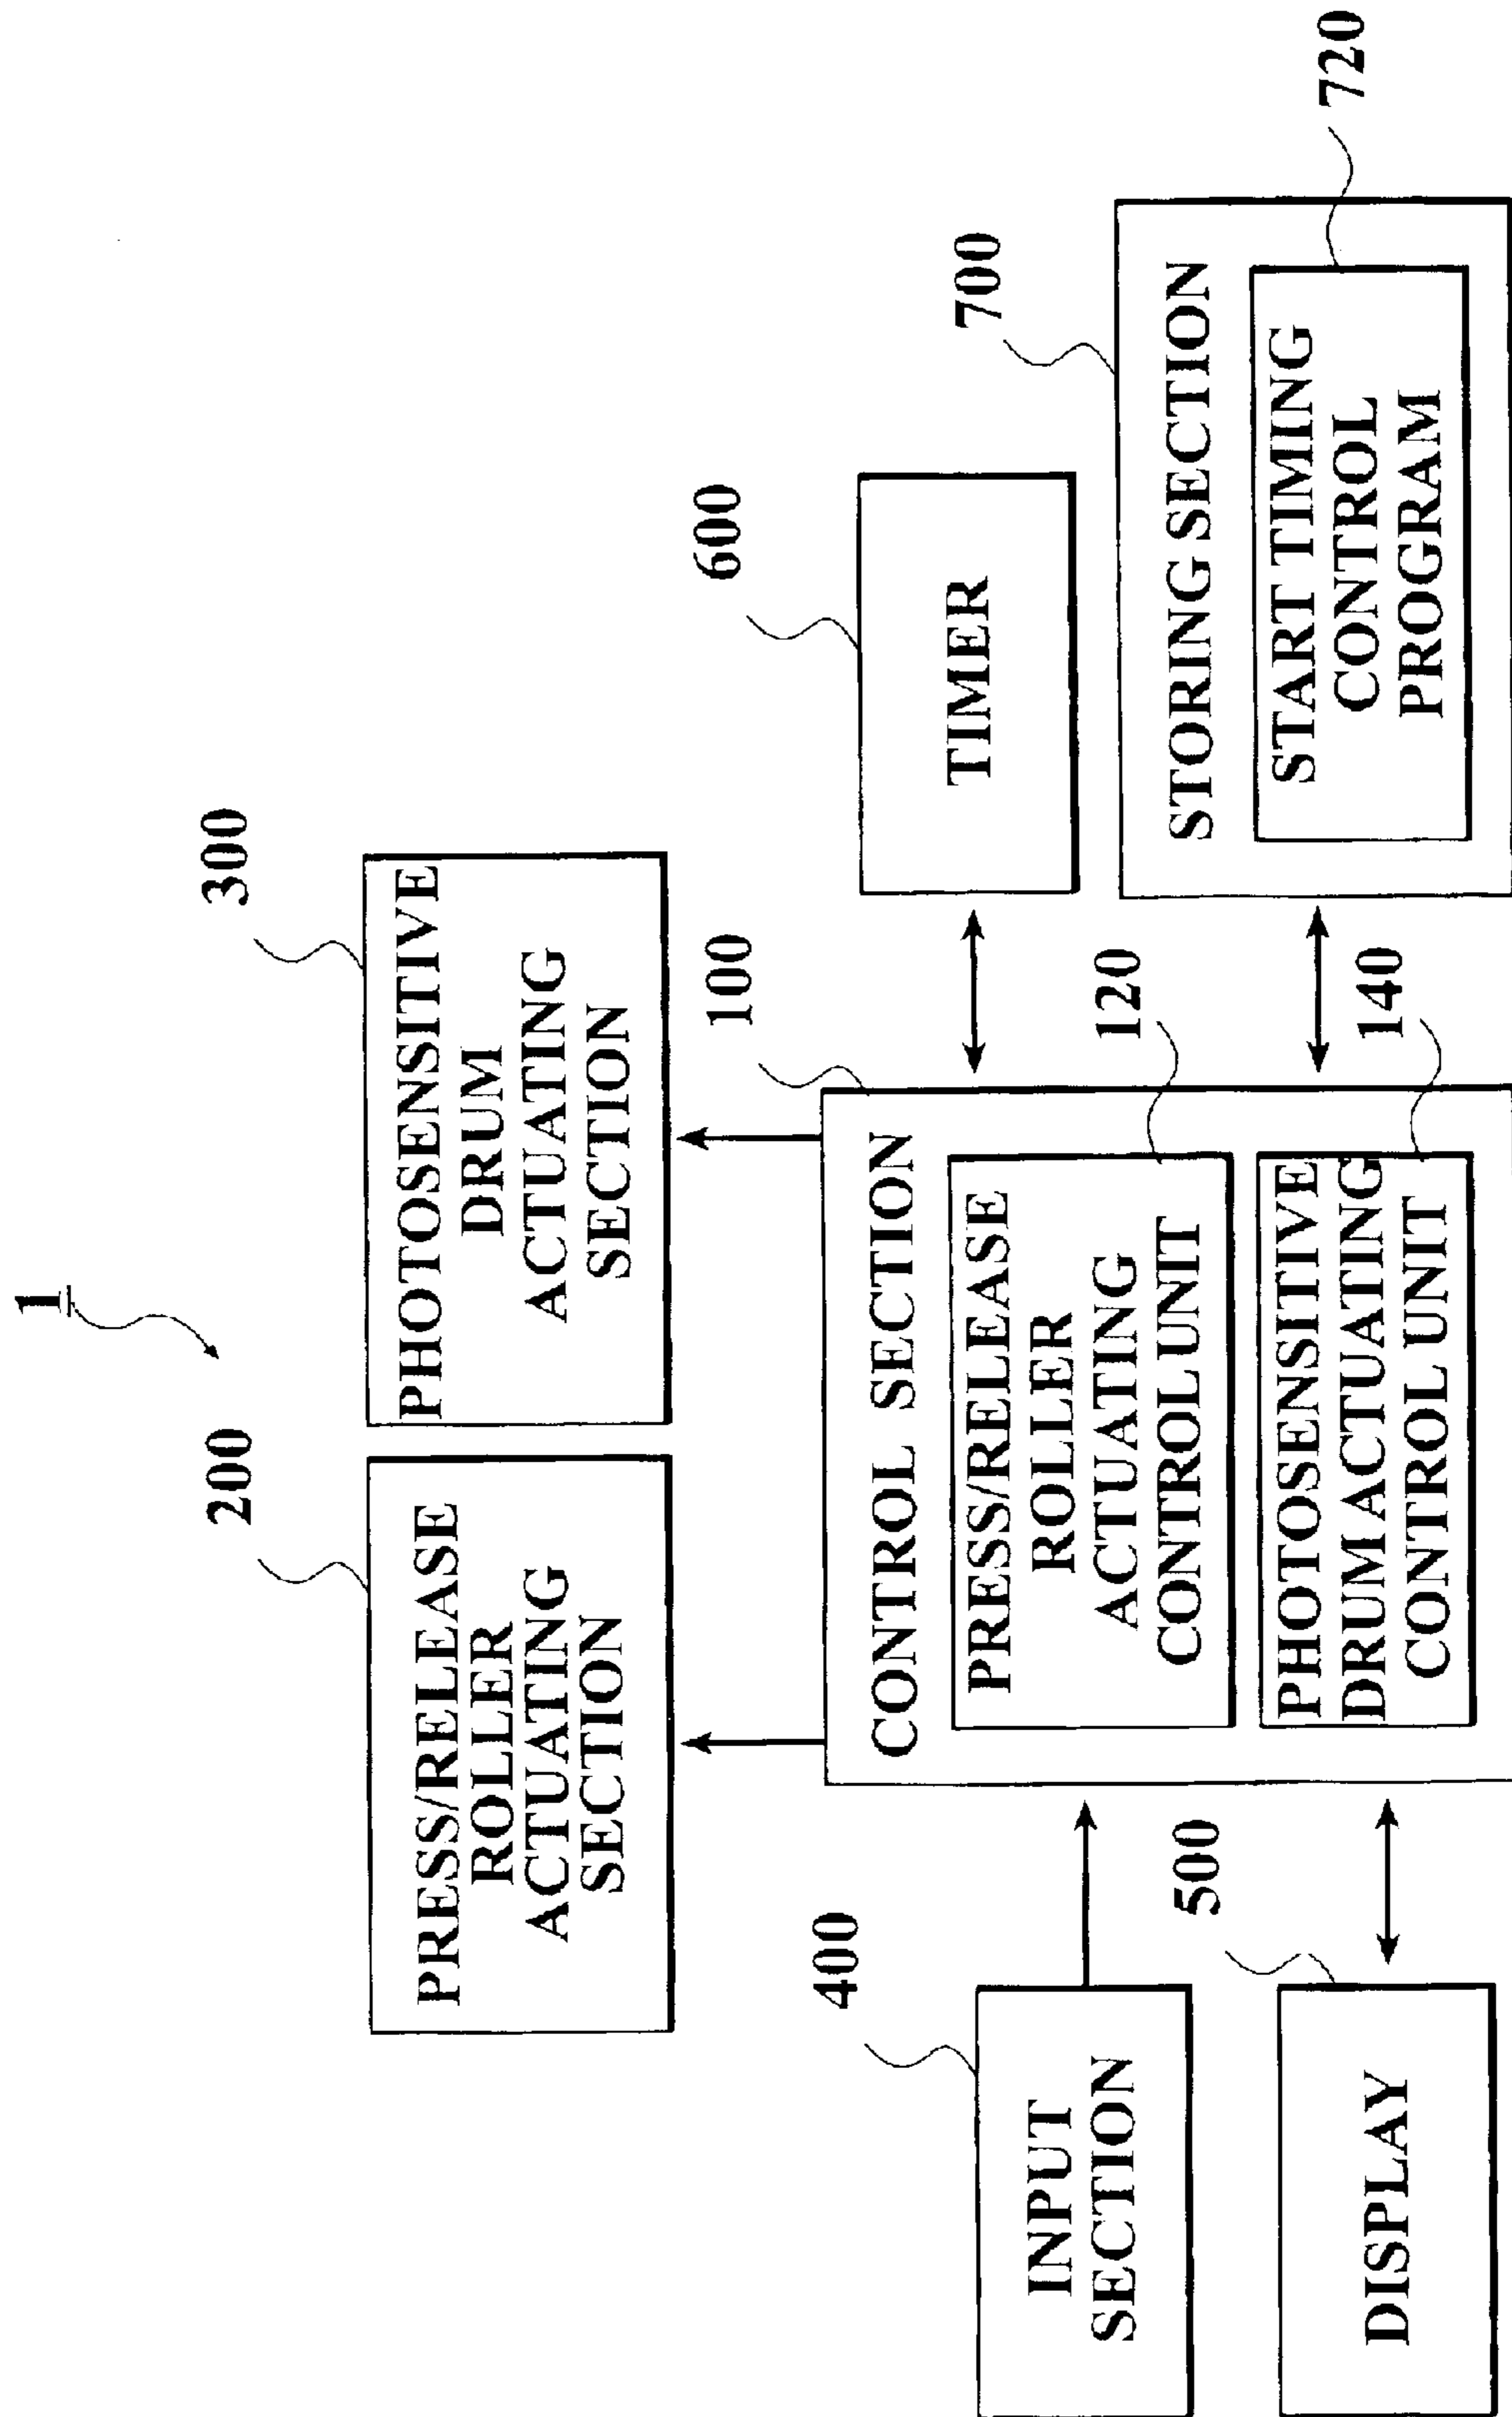 1
200
PRESS/RELEASE
ROLLER
ACTUATING
SECTION
300
PHOTOSENSITIVE
DRUM
ACTUATING
SECTION
400
INPUT
SECTION
500
DISPLAY
100
CONTROL SECTION
PRESS/RELEASE
ROLLER
ACTUATING
CONTROL UNIT
120
PHOTOSENSITIVE
DRUM ACTUATING
CONTROL UNIT
140
600
TIMER
700
STORING SECTION
START TIMING
CONTROL
PROGRAM
720